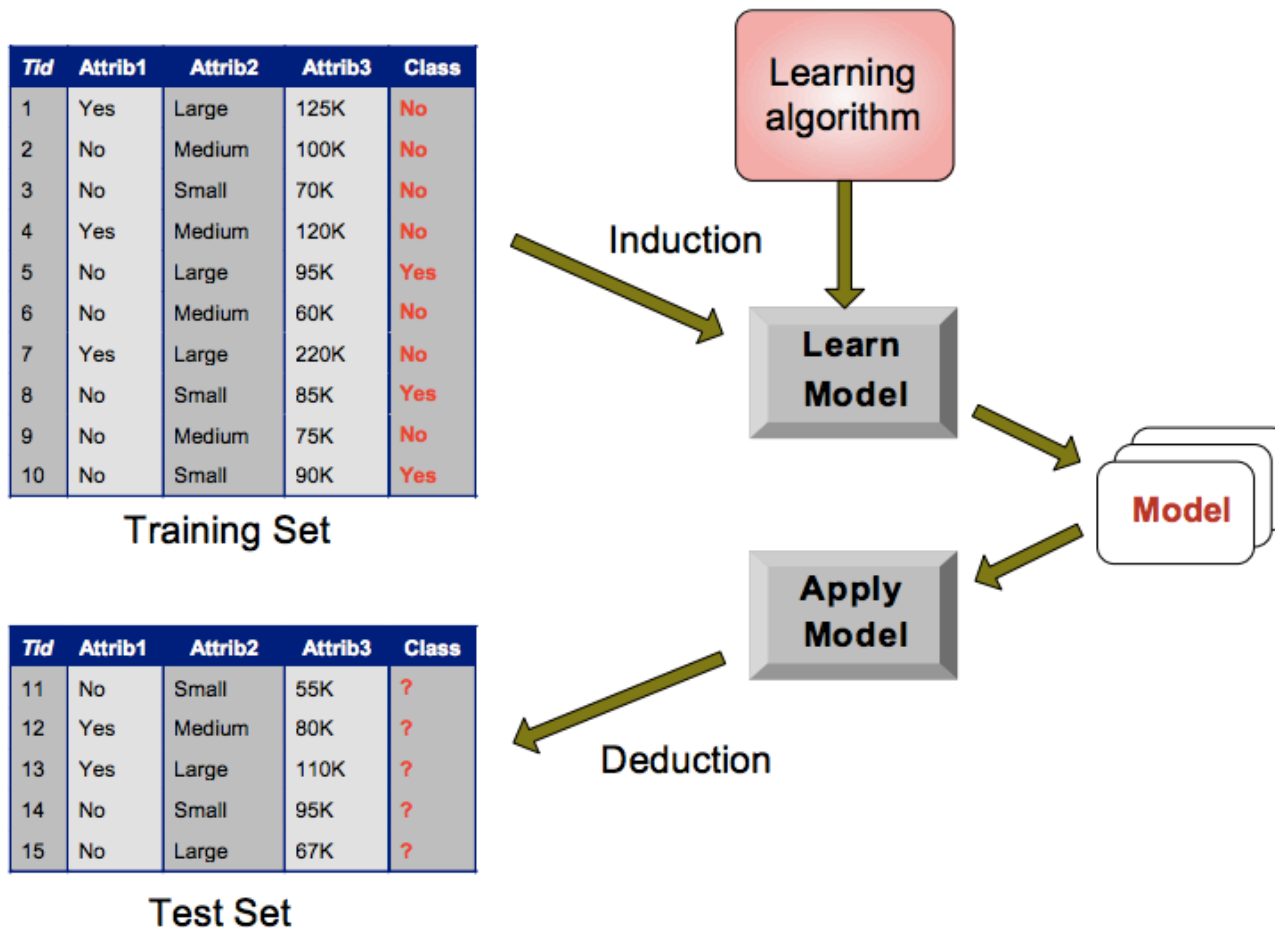 Tid Attrib1 Attrib2 Attrib3 Class
1 Yes Large 125K No
2 No Medium 100K No
3 No Small 70K No
4 Yes Medium 120K No
5 No Large 95K Yes
6 No Medium 60K No
7 Yes Large 220K No
8 No Small 85K Yes
9 No Medium 75K No
10 No Small 90K Yes
Training Set
Learning
algorithm
Induction
Learn
Model
Model
Apply
Model
Deduction
Tid Attrib1 Attrib2 Attrib3 Class
11 No Small 55K ?
12 Yes Medium 80K ?
13 Yes Large 110K ?
14 No Small 95K ?
15 No Large 67K ?
Test Set